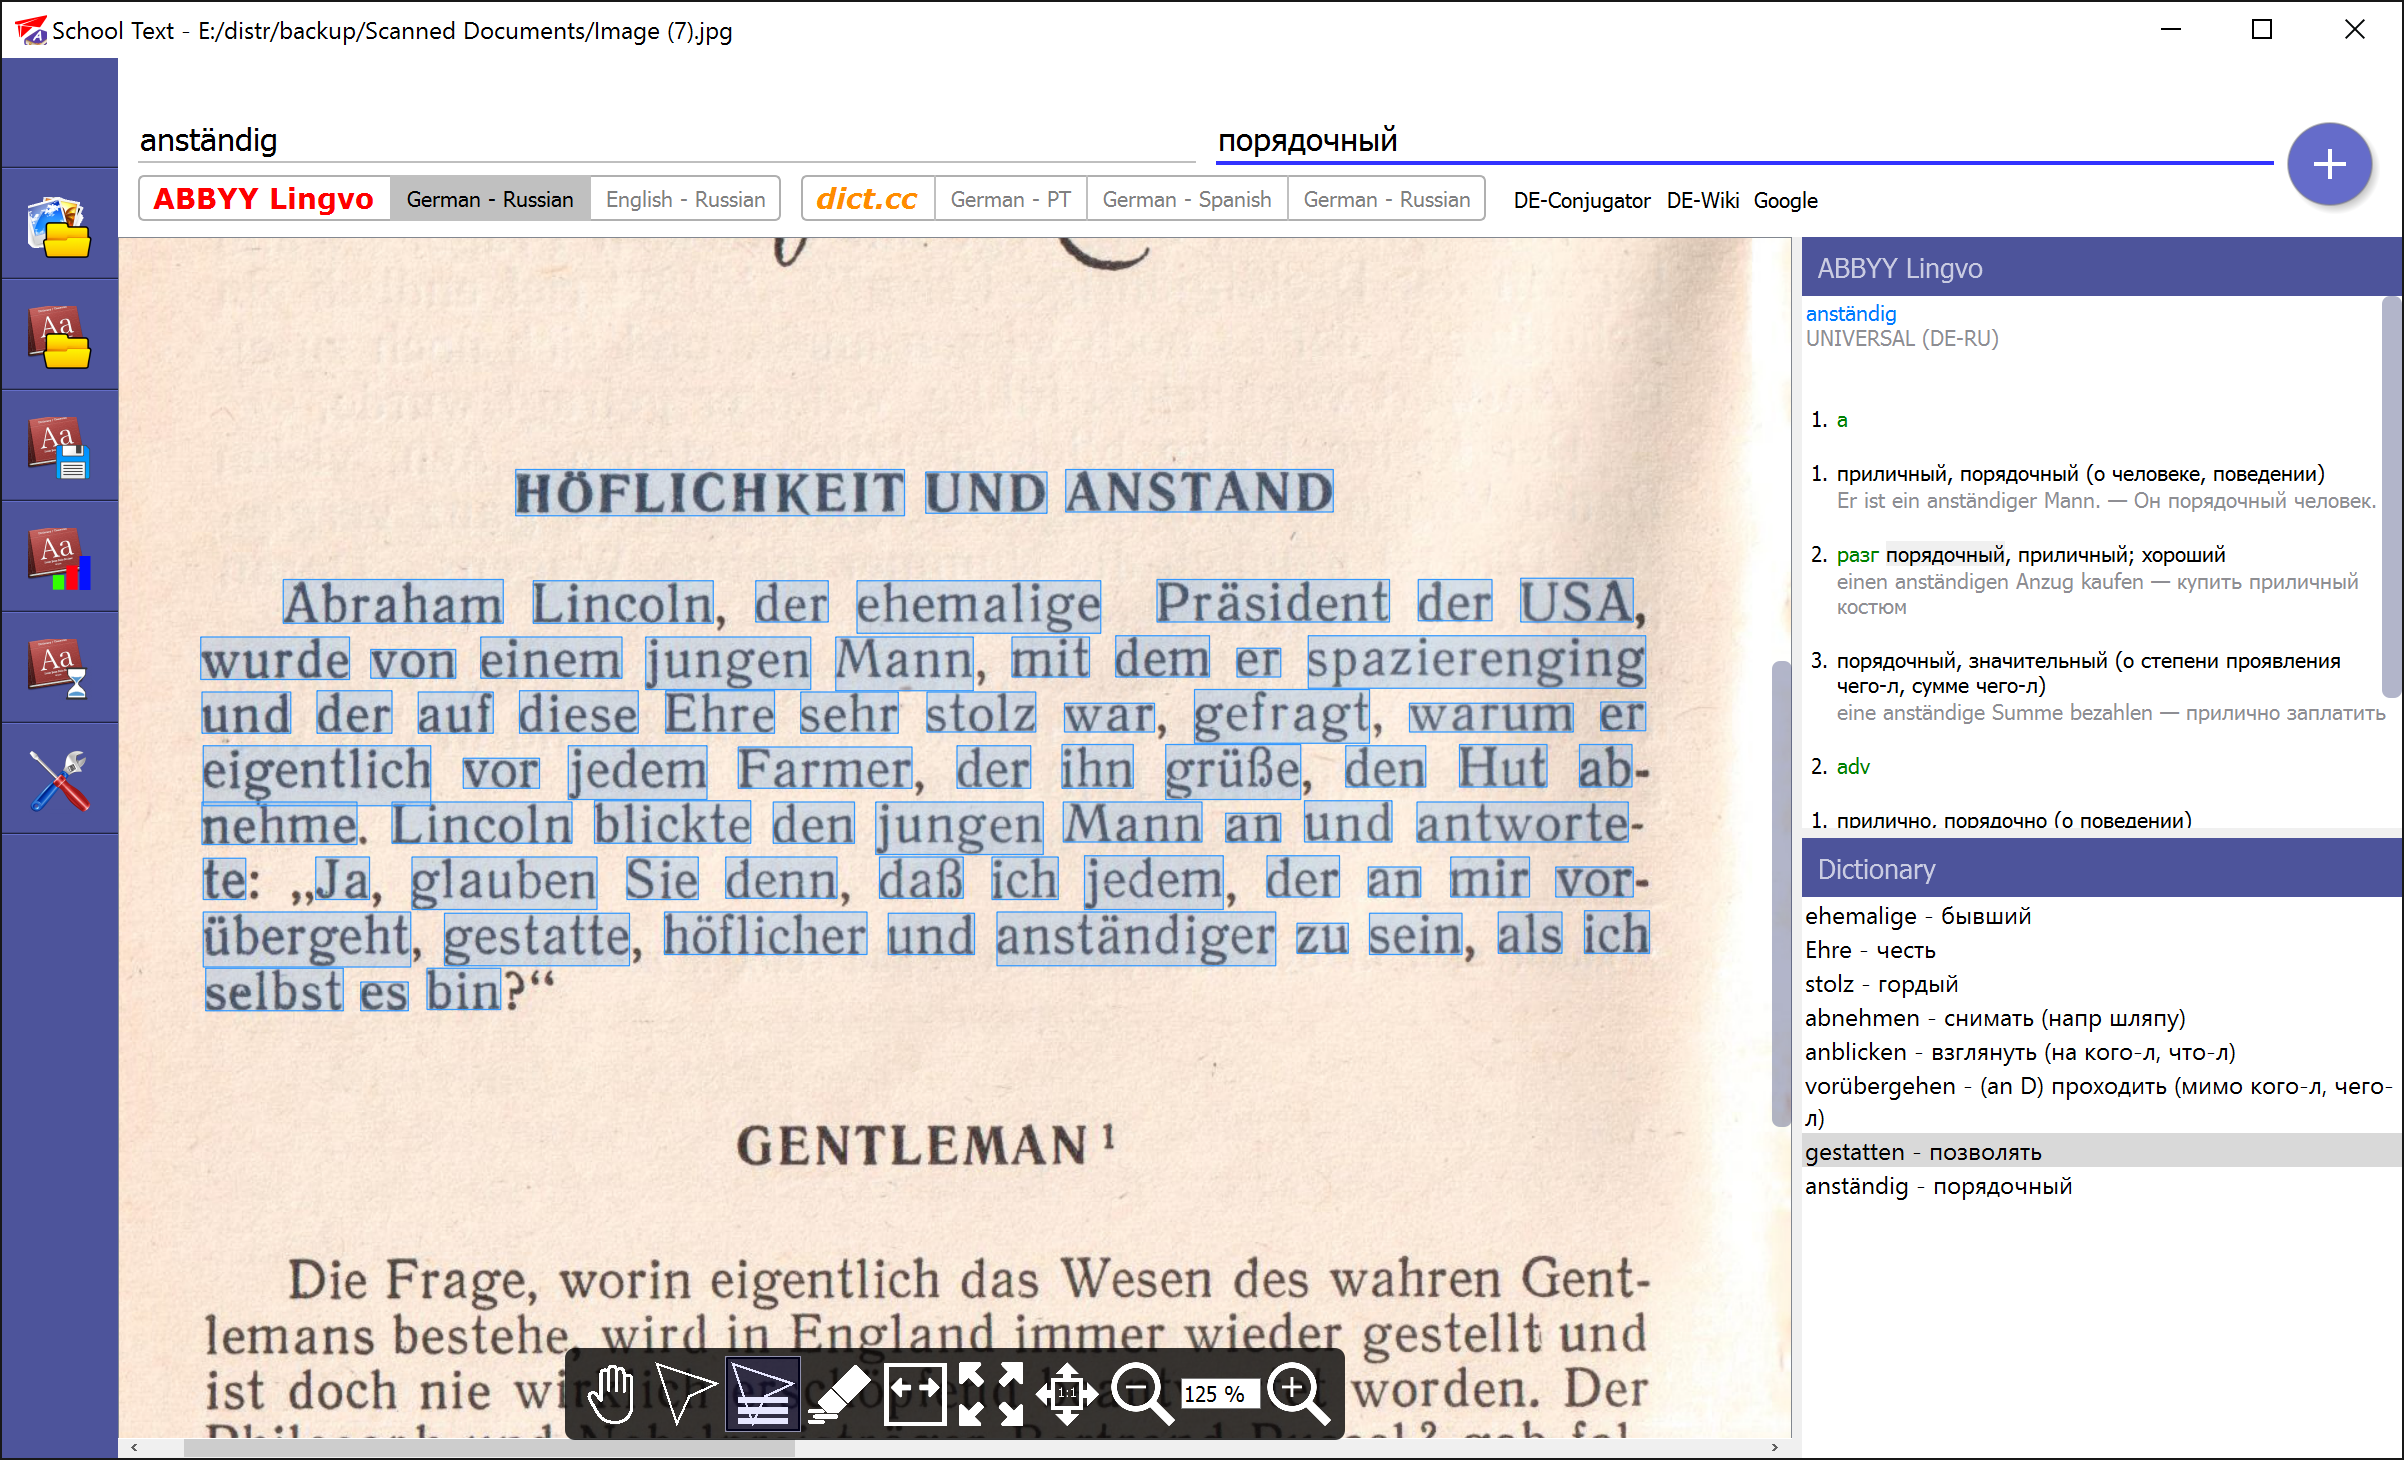 School Text - E:/distr/backup/Scanned Documents/Image (7).jpg
anständig
порядочный
ABBYY Lingvo
German - Russian
English - Russian
dict.cc
German - PT
German - Spanish
German - Russian
DE-Conjugator
DE-Wiki
Google
HÖFLICHKEIT UND ANSTAND
Abraham Lincoln, der ehemalige Präsident der USA,
wurde von einem jungen Mann, mit dem er spazierenging
und der auf diese Ehre sehr stolz war, gefragt, warum er
eigentlich vor jedem Farmer, der ihn grüße, den Hut ab-
nehme. Lincoln blickte den jungen Mann an und antworte-
te: „Ja, glauben Sie denn, daß ich jedem, der an mir vor-
übergeht, gestatte, höflicher und anständiger zu sein, als ich
selbst es bin?“
GENTLEMAN ¹
Die Frage, worin eigentlich das Wesen des wahren Gent-
lemans bestehe, wird in England immer wieder gestellt und
ist doch nie worden. Der
125 %
ABBYY Lingvo
anständig
UNIVERSAL (DE-RU)
1. a
1. приличный, порядочный (о человеке, поведении)
Er ist ein anständiger Mann. — Он порядочный человек.
2. разг порядочный, приличный; хороший
einen anständigen Anzug kaufen — купить приличный
костюм
3. порядочный, значительный (о степени проявления
чего-л, сумме чего-л)
eine anständige Summe bezahlen — прилично заплатить
2. adv
1. прилично, порядочно (о поведении)
Dictionary
ehemalige - бывший
Ehre - честь
stolz - гордый
abnehmen - снимать (напр шляпу)
anblicken - взглянуть (на кого-л, что-л)
vorübergehen - (an D) проходить (мимо кого-л, чего-
л)
gestatten - позволять
anständig - порядочный